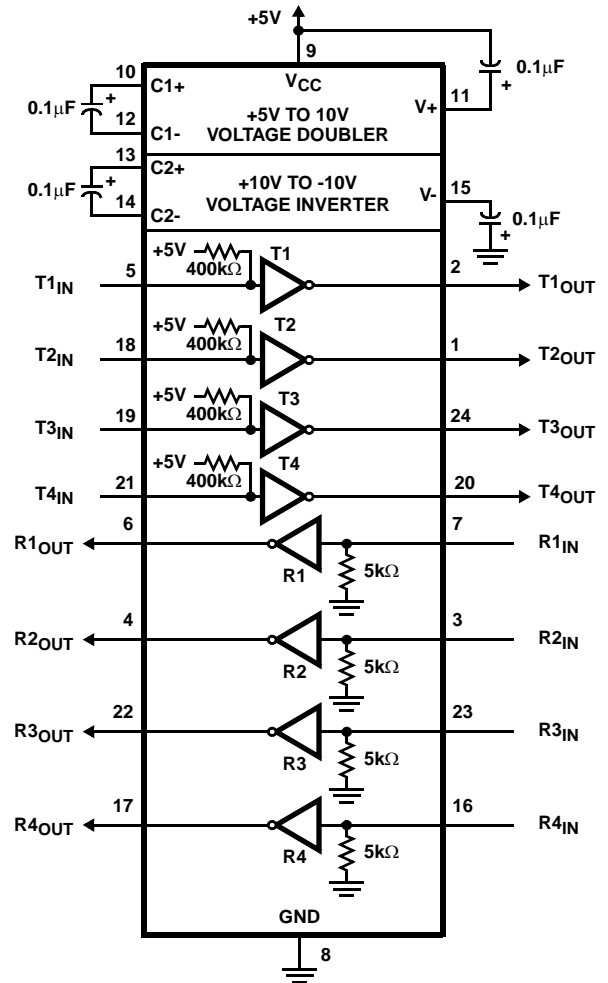 +5V
9
10
C1+
VCC
0.1μF
+
0.1μF
+
11
V+
12
C1-
+5V TO 10V
VOLTAGE DOUBLER
13
C2+
0.1μF
+
14
C2-
+10V TO -10V
VOLTAGE INVERTER
V-
15
0.1μF
+
+5V
400kΩ
T1
T1IN
5
2
T1OUT
+5V
400kΩ
T2
T2IN
18
1
T2OUT
+5V
400kΩ
T3
T3IN
19
24
T3OUT
+5V
400kΩ
T4
T4IN
21
20
T4OUT
R1OUT
6
7
R1IN
R1
5kΩ
R2OUT
4
3
R2IN
R2
5kΩ
R3OUT
22
23
R3IN
R3
5kΩ
R4OUT
17
16
R4IN
R4
5kΩ
GND
8